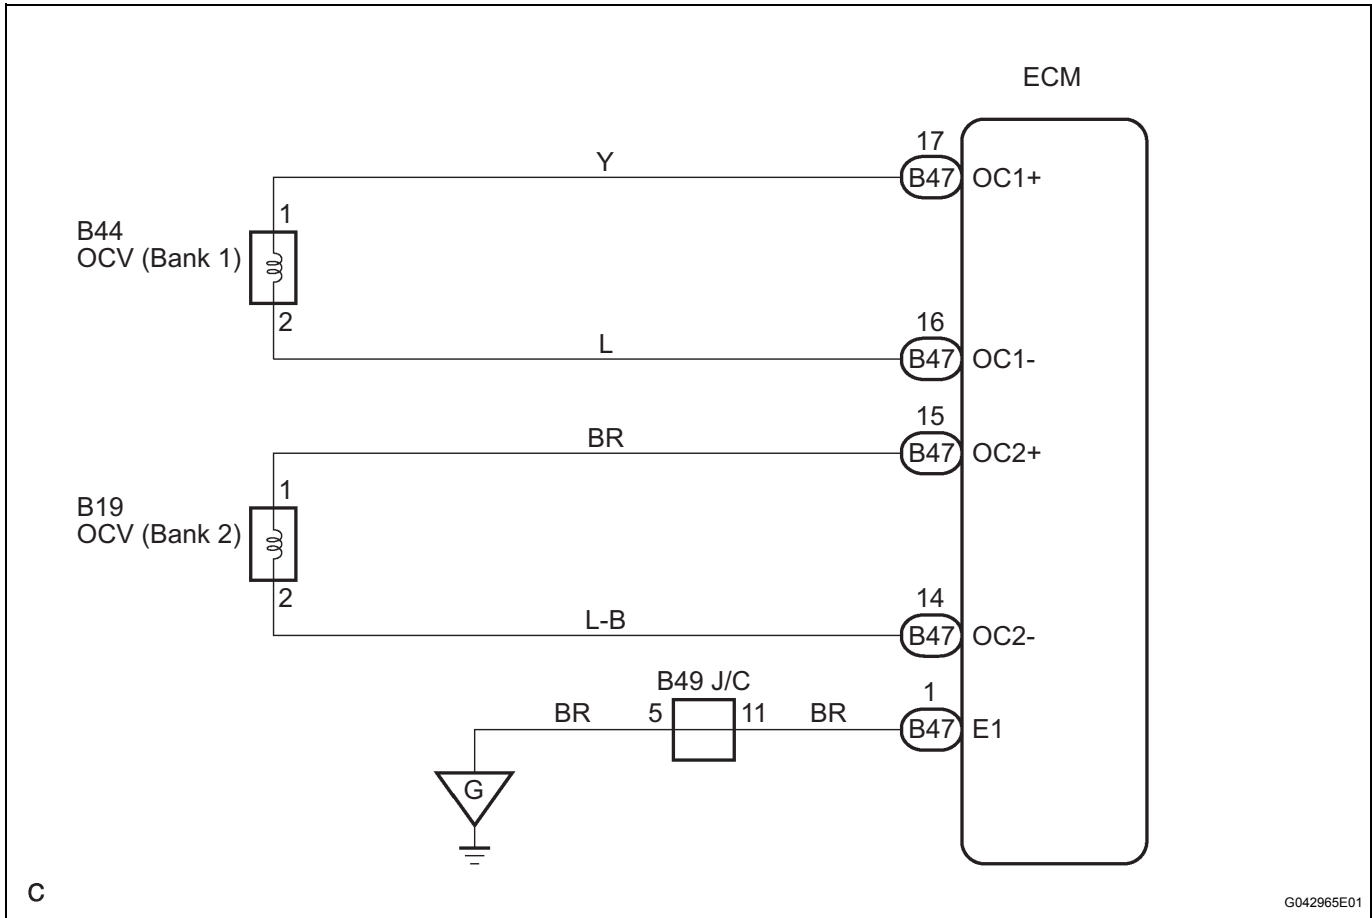 ECM
17
Y
B47 OC1+
1
B44
OCV (Bank 1)
2
16
L
B47 OC1-
15
BR
B47 OC2+
1
B19
OCV (Bank 2)
2
14
L-B
B47 OC2-
B49 J/C
1
BR 5 11 BR
B47 E1
G
C
G042965E01